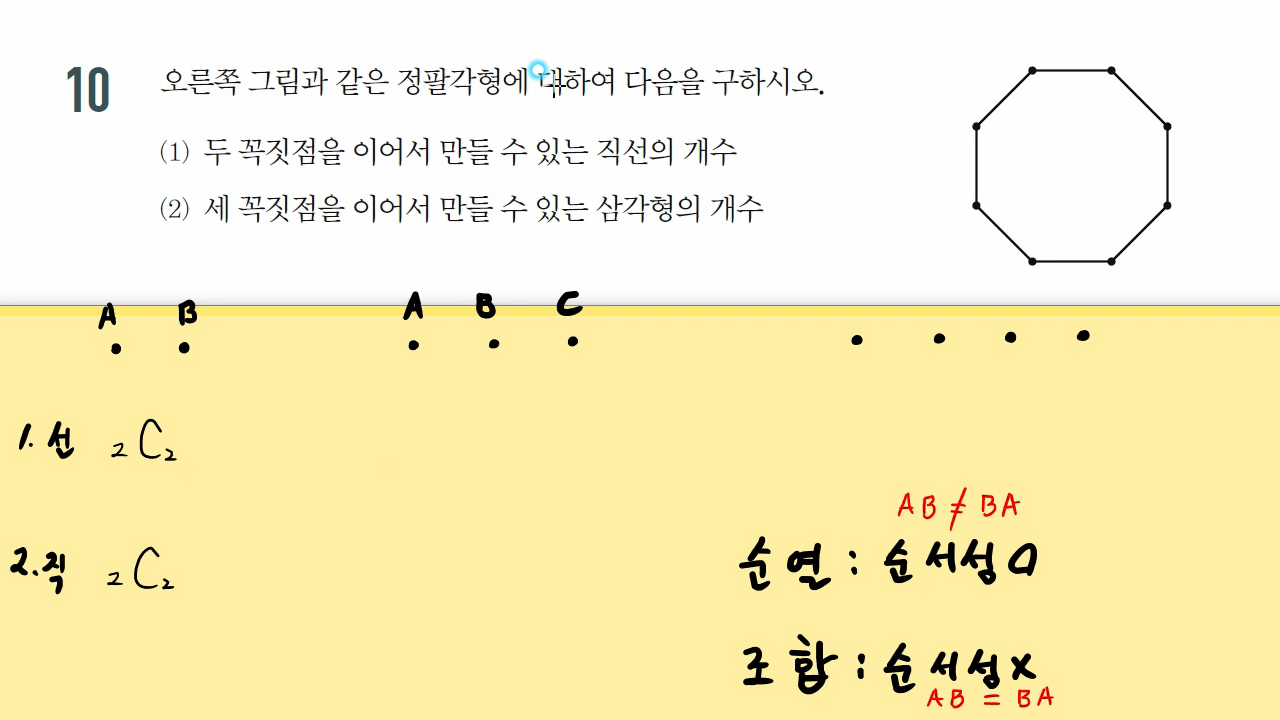 10 오른쪽 그림과 같은 정팔각형에 대하여 다음을 구하시오.
(1) 두 꼭짓점을 이어서 만들 수 있는 직선의 개수
(2) 세 꼭짓점을 이어서 만들 수 있는 삼각형의 개수
A B
A B C
1. 선 ₂C₂
2. 직 ₂C₂
AB ≠ BA
순열 : 순서성 O
조합 : 순서성 X
AB = BA